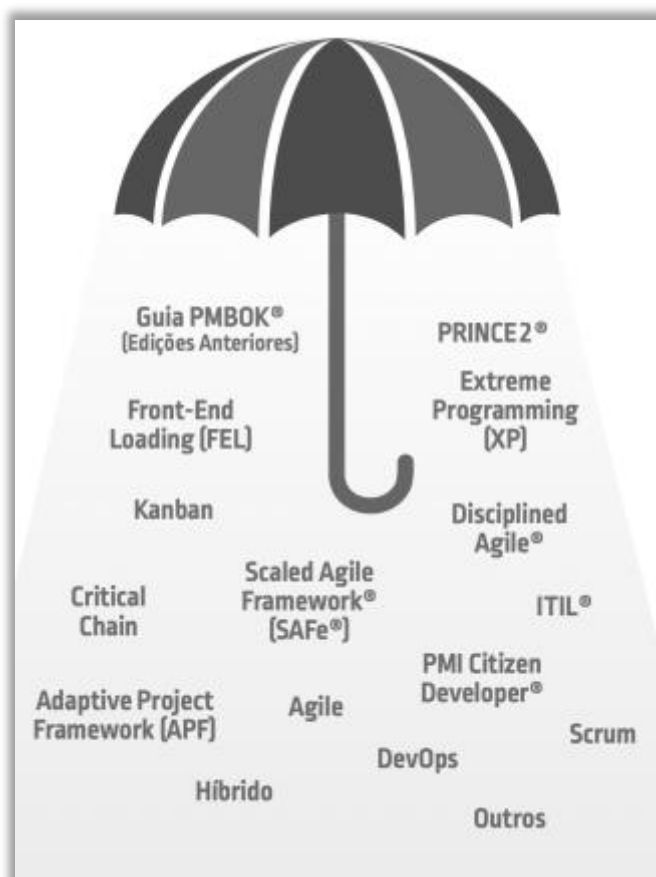 Guia PMBOK®
(Edições Anteriores)
PRINCE2®
Front-End
Loading (FEL)
Extreme
Programming
(XP)
Kanban
Disciplined
Agile®
Critical
Chain
Scaled Agile
Framework®
(SAFe®)
ITIL®
Adaptive Project
Framework (APF)
Agile
PMI Citizen
Developer®
Scrum
DevOps
Híbrido
Outros